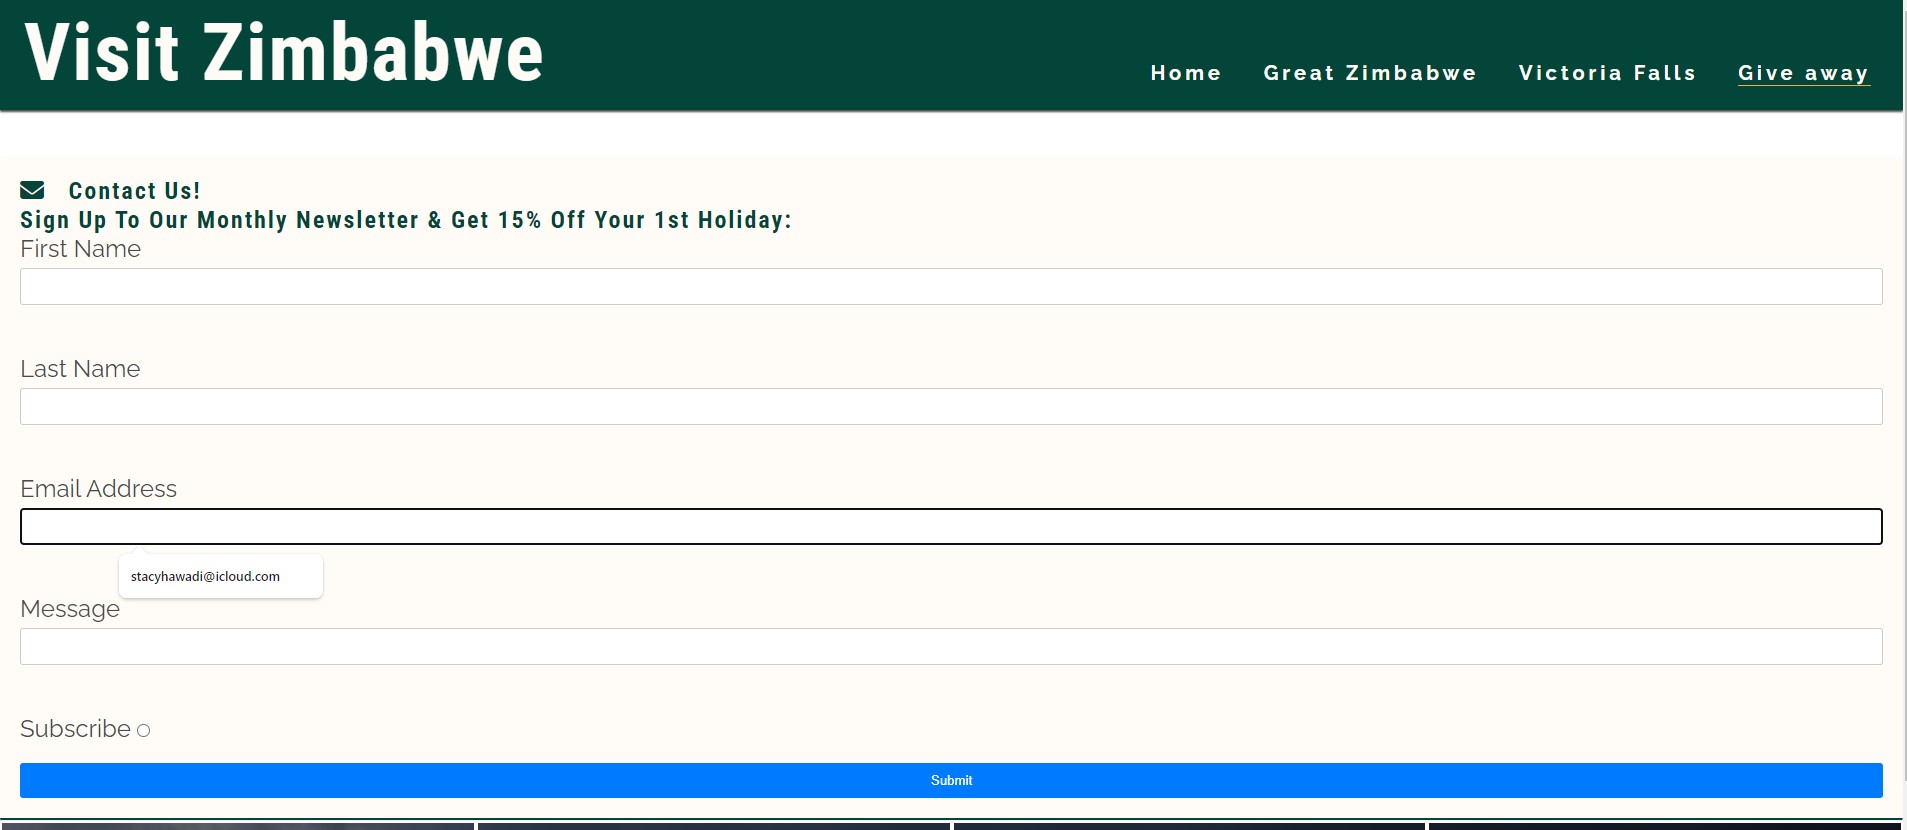 Visit Zimbabwe
Home Great Zimbabwe Victoria Falls Give away
Contact Us!
Sign Up To Our Monthly Newsletter & Get 15% Off Your 1st Holiday:
First Name
Last Name
Email Address
stacyhawadi@icloud.com
Message
Subscribe
Submit